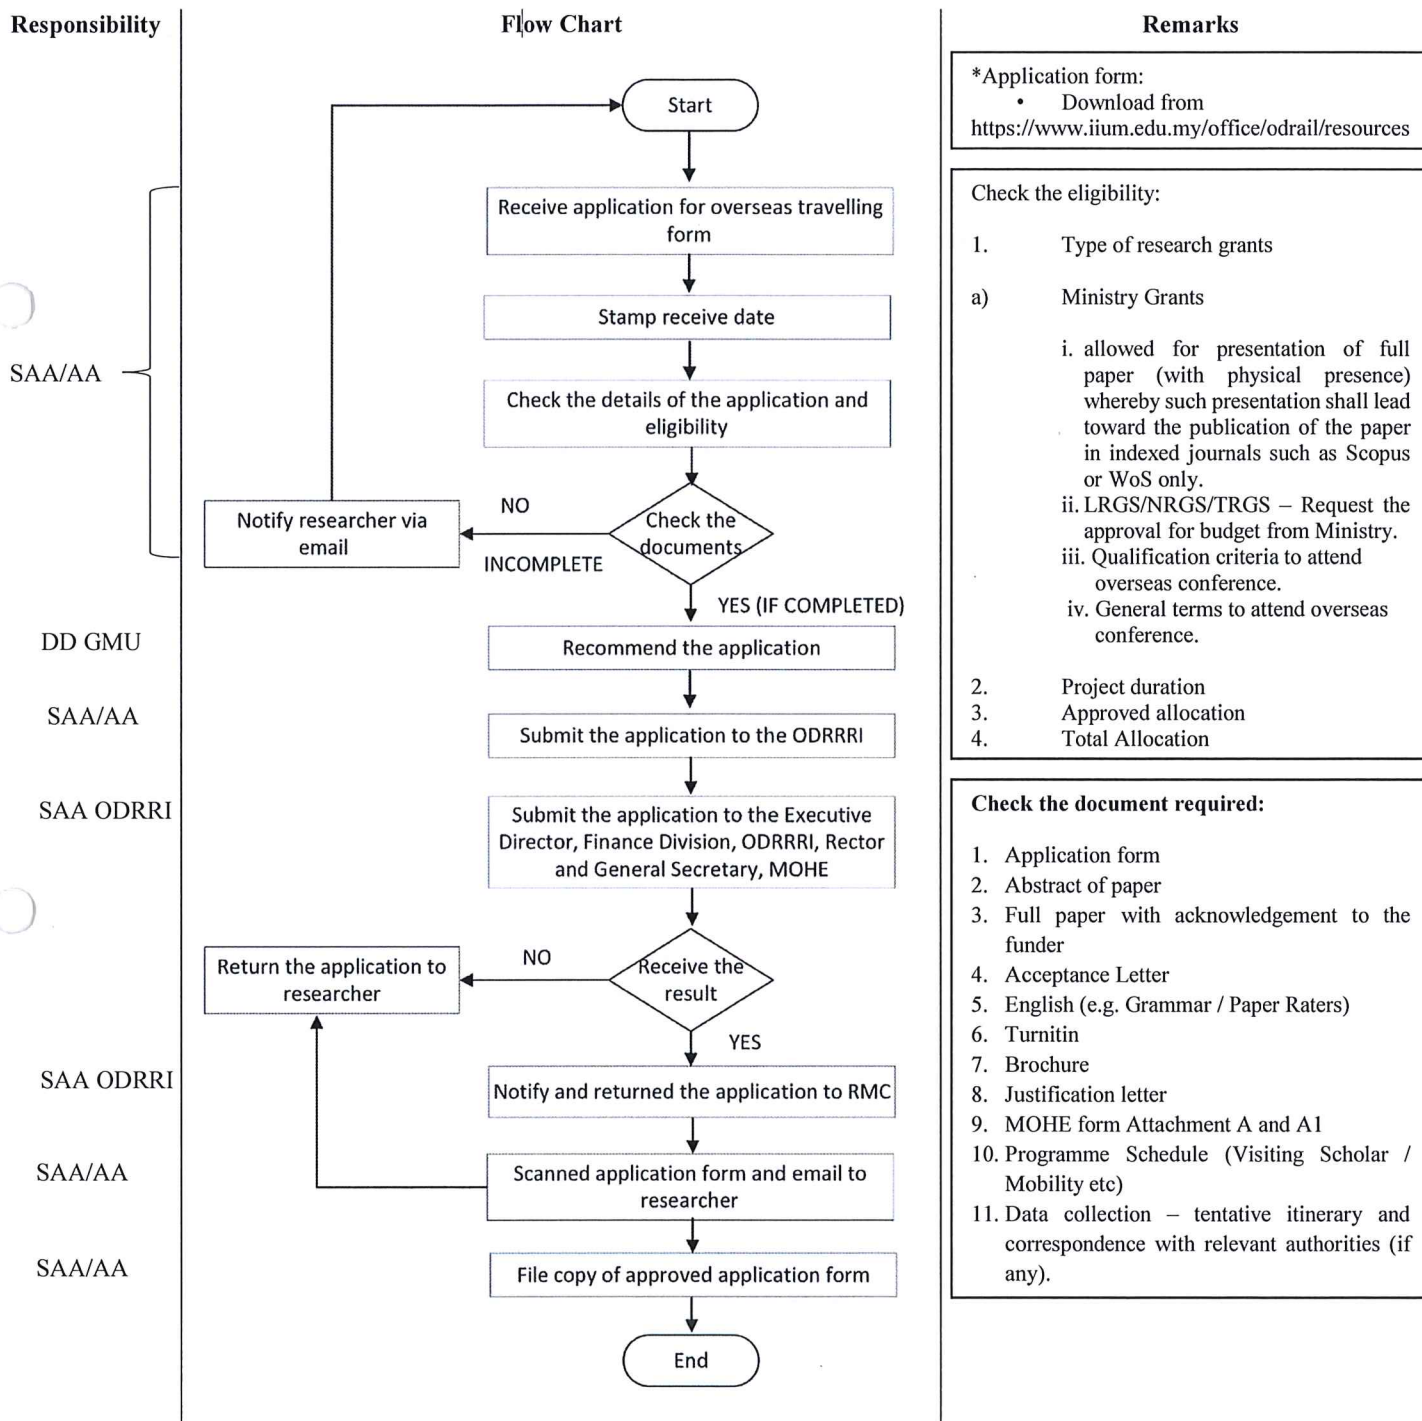 Responsibility
Flow Chart
Remarks
Start
Receive application for overseas travelling
form
Stamp receive date
SAA/AA
Check the details of the application and
eligibility
Check the
documents
NO
INCOMPLETE
Notify researcher via
email
YES (IF COMPLETED)
DD GMU
Recommend the application
SAA/AA
Submit the application to the ODRRRI
SAA ODRRI
Submit the application to the Executive
Director, Finance Division, ODRRRI, Rector
and General Secretary, MOHE
Receive the
result
NO
Return the application to
researcher
YES
SAA ODRRI
Notify and returned the application to RMC
SAA/AA
Scanned application form and email to
researcher
SAA/AA
File copy of approved application form
End
*Application form:
• Download from
https://www.iium.edu.my/office/odrail/resources
Check the eligibility:
1. Type of research grants
a) Ministry Grants
i. allowed for presentation of full
paper (with physical presence)
whereby such presentation shall lead
toward the publication of the paper
in indexed journals such as Scopus
or WoS only.
ii. LRGS/NRGS/TRGS – Request the
approval for budget from Ministry.
iii. Qualification criteria to attend
overseas conference.
iv. General terms to attend overseas
conference.
2. Project duration
3. Approved allocation
4. Total Allocation
Check the document required:
1. Application form
2. Abstract of paper
3. Full paper with acknowledgement to the
funder
4. Acceptance Letter
5. English (e.g. Grammar / Paper Raters)
6. Turnitin
7. Brochure
8. Justification letter
9. MOHE form Attachment A and A1
10. Programme Schedule (Visiting Scholar /
Mobility etc)
11. Data collection – tentative itinerary and
correspondence with relevant authorities (if
any).